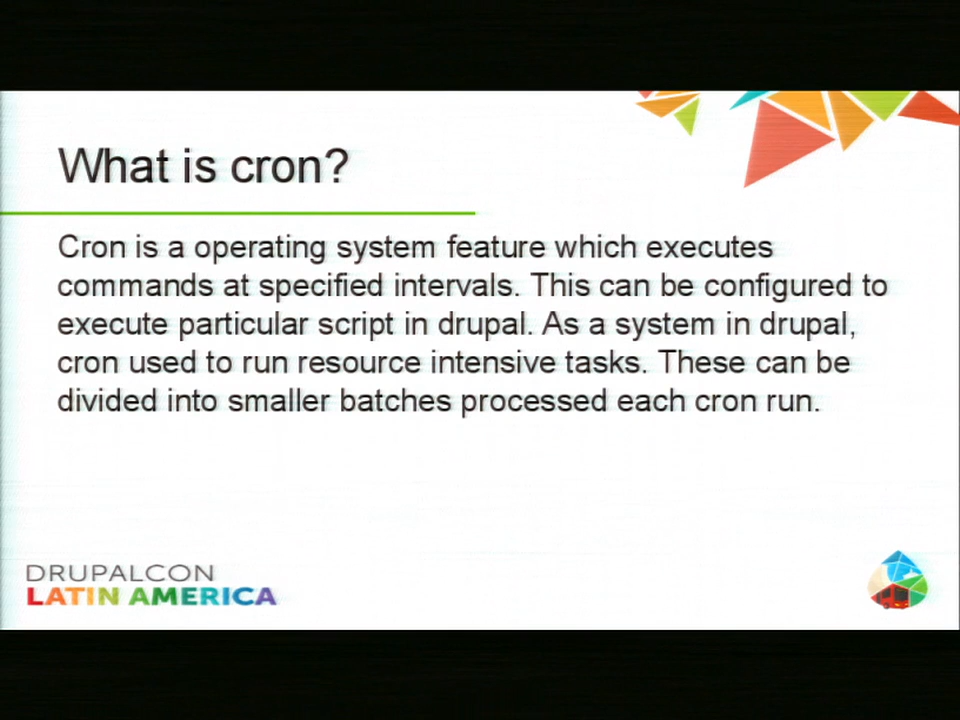 What is cron?
Cron is a operating system feature which executes
commands at specified intervals. This can be configured to
execute particular script in drupal. As a system in drupal,
cron used to run resource intensive tasks. These can be
divided into smaller batches processed each cron run.
DRUPALCON
LATIN AMERICA